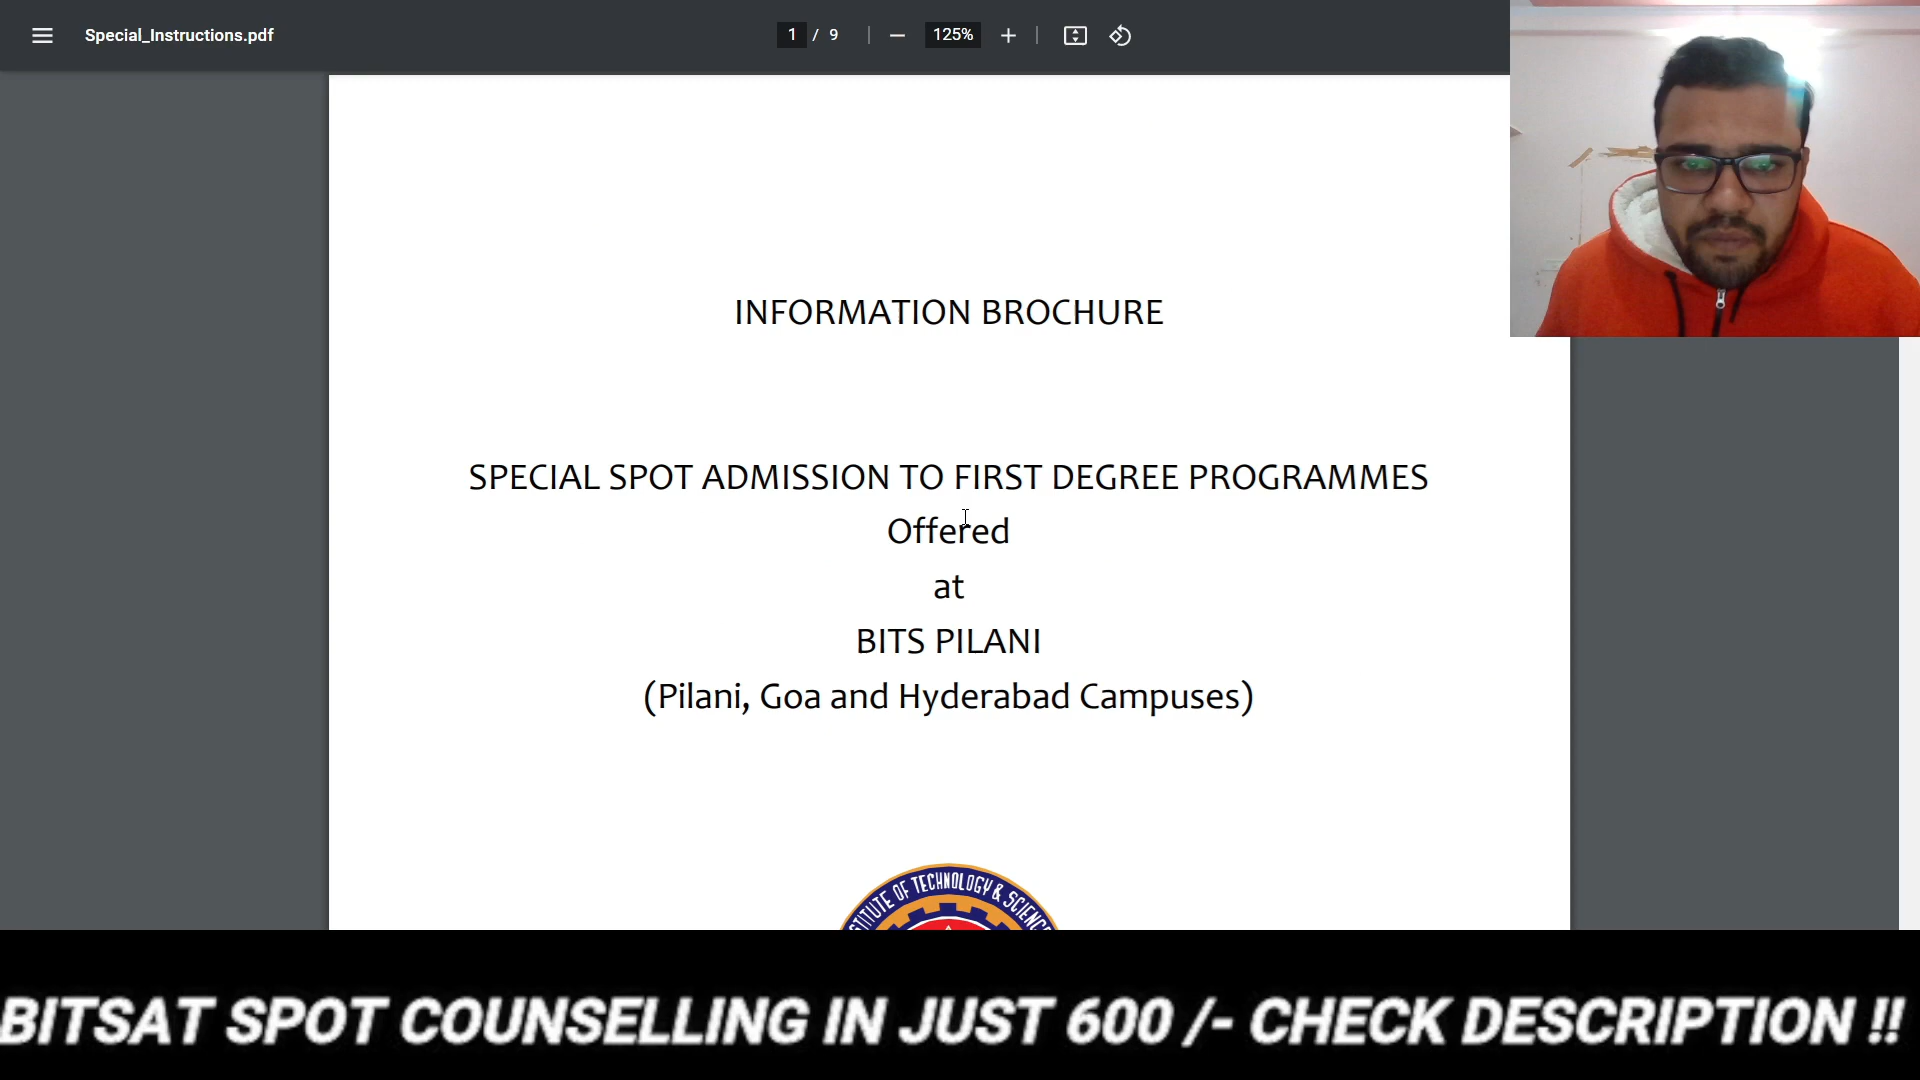 Special_Instructions.pdf
1 / 9
125%
INFORMATION BROCHURE
SPECIAL SPOT ADMISSION TO FIRST DEGREE PROGRAMMES
Offered
at
BITS PILANI
(Pilani, Goa and Hyderabad Campuses)
OF TECHNOLOGY &
BITSAT SPOT COUNSELLING IN JUST 600 /- CHECK DESCRIPTION !!